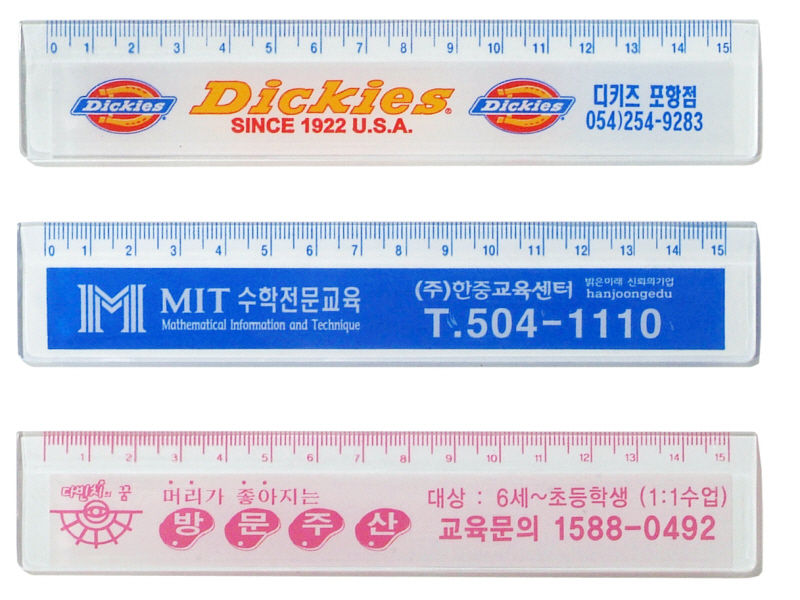 0 1 2 3 4 5 6 7 8 9 10 11 12 13 14 15
Dickies Dickies® Dickies 디키즈 포항점
SINCE 1922 U.S.A. 054)254-9283
0 1 2 3 4 5 6 7 8 9 10 11 12 13 14 15
MIT 수학전문교육 (주)한중교육센터 밝은미래 신뢰의기업
hanjoongedu
Mathematical Information and Technique T.504-1110
1 2 3 4 5 6 7 8 9 10 11 12 13 14 15
다빈치의 꿈 머리가 좋아지는 대상 : 6세~초등학생 (1:1수업)
방문주산 교육문의 1588-0492